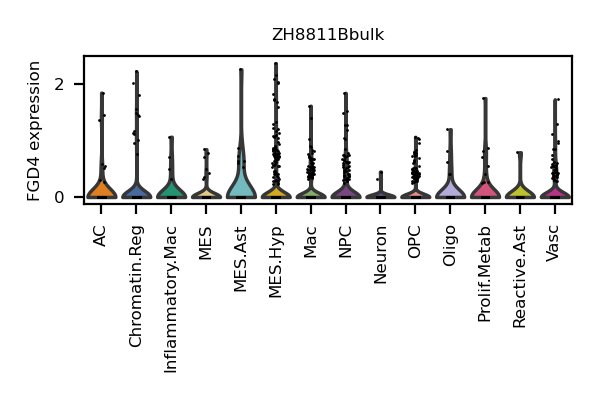 ZH8811Bbulk
FGD4 expression
2
0
AC
Chromatin.Reg
Inflammatory.Mac
MES
MES.Ast
MES.Hyp
Mac
NPC
Neuron
OPC
Oligo
Prolif.Metab
Reactive.Ast
Vasc